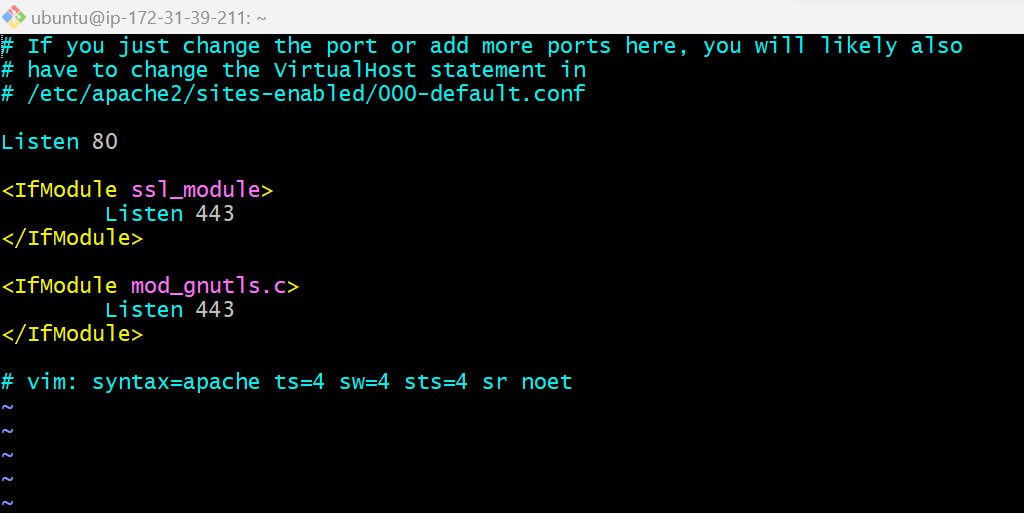 ubuntu@ip-172-31-39-211: ~
# If you just change the port or add more ports here, you will likely also
# have to change the VirtualHost statement in
# /etc/apache2/sites-enabled/000-default.conf

Listen 80

<IfModule ssl_module>
        Listen 443
</IfModule>

<IfModule mod_gnutls.c>
        Listen 443
</IfModule>

# vim: syntax=apache ts=4 sw=4 sts=4 sr noet
~
~
~
~
~